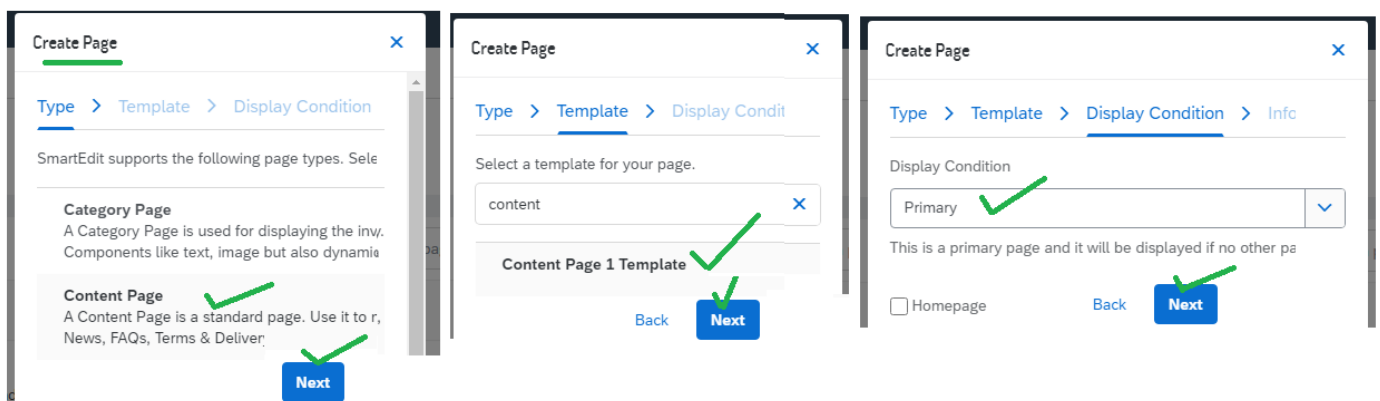 Create Page
Type > Template > Display Condition
SmartEdit supports the following page types. Sele
Category Page
A Category Page is used for displaying the inv.
Components like text, image but also dynamic
Content Page
A Content Page is a standard page. Use it to r,
News, FAQs, Terms & Delivery
Next
Create Page
Type > Template > Display Condit
Select a template for your page.
content
Content Page 1 Template
Back Next
Create Page
Type > Template > Display Condition > Info
Display Condition
Primary
This is a primary page and it will be displayed if no other pa
Homepage Back Next